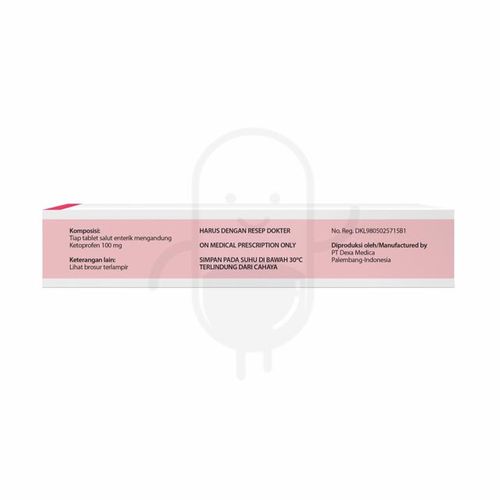 Komposisi:
Tiap tablet salut enterik mengandung
Ketoprofen 100 mg
Keterangan lain:
Lihat brosur terlampir
HARUS DENGAN RESEP DOKTER
ON MEDICAL PRESCRIPTION ONLY
SIMPAN PADA SUHU DI BAWAH 30°C
TERLINDUNG DARI CAHAYA
No. Reg. DKL9805025715B1
Diproduksi oleh/Manufactured by
PT Dexa Medica
Palembang-Indonesia